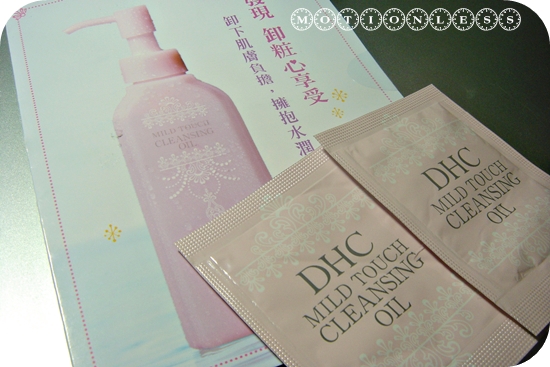 MOTIONLESS
發現 卸粧心享受
卸下肌膚負擔，擁抱水潤
MILD TOUCH
CLEANSING
OIL
DHC
MILD TOUCH
CLEANSING
OIL
DHC
MILD TOUCH
CLEANSING
OIL